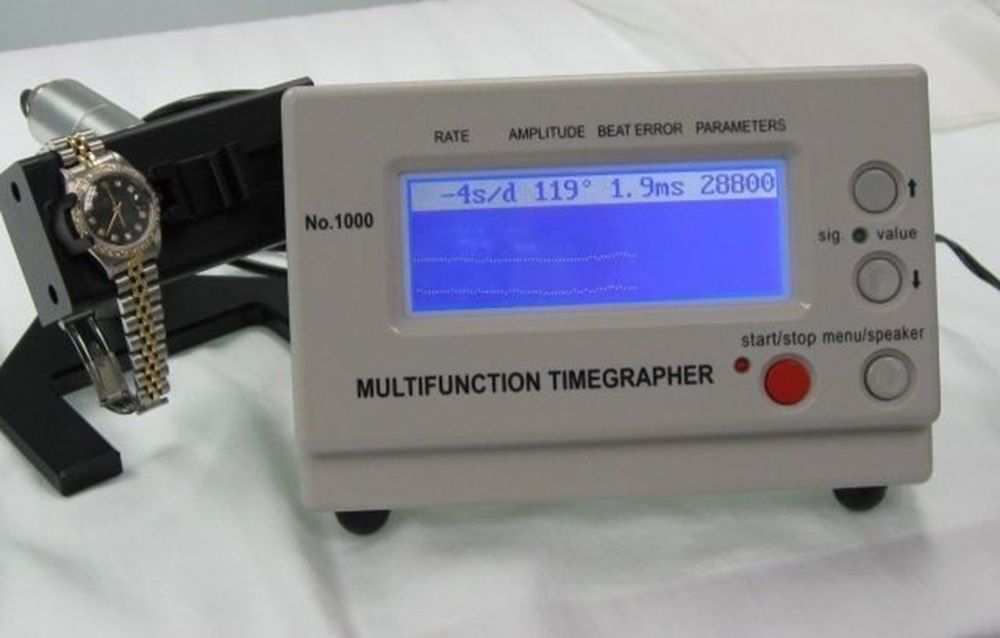 RATE AMPLITUDE BEAT ERROR PARAMETERS
-4s/d 119° 1.9ms 28800
No.1000
sig. value
start/stop menu/speaker
MULTIFUNCTION TIMEGRAPHER